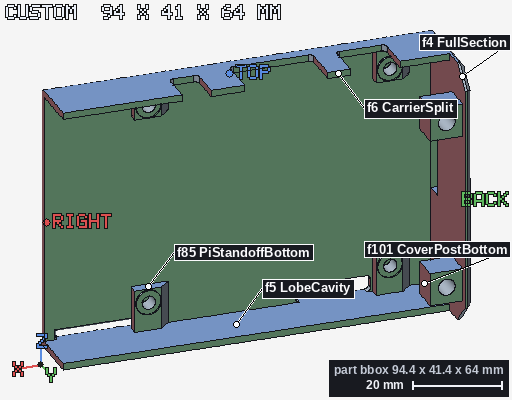 CUSTOM 94 X 41 X 64 MM
f4 FullSection
TOP
f6 CarrierSplit
BACK
RIGHT
f85 PiStandoffBottom
f101 CoverPostBottom
f5 LobeCavity
Z
X
Y
part bbox 94.4 x 41.4 x 64 mm
20 mm